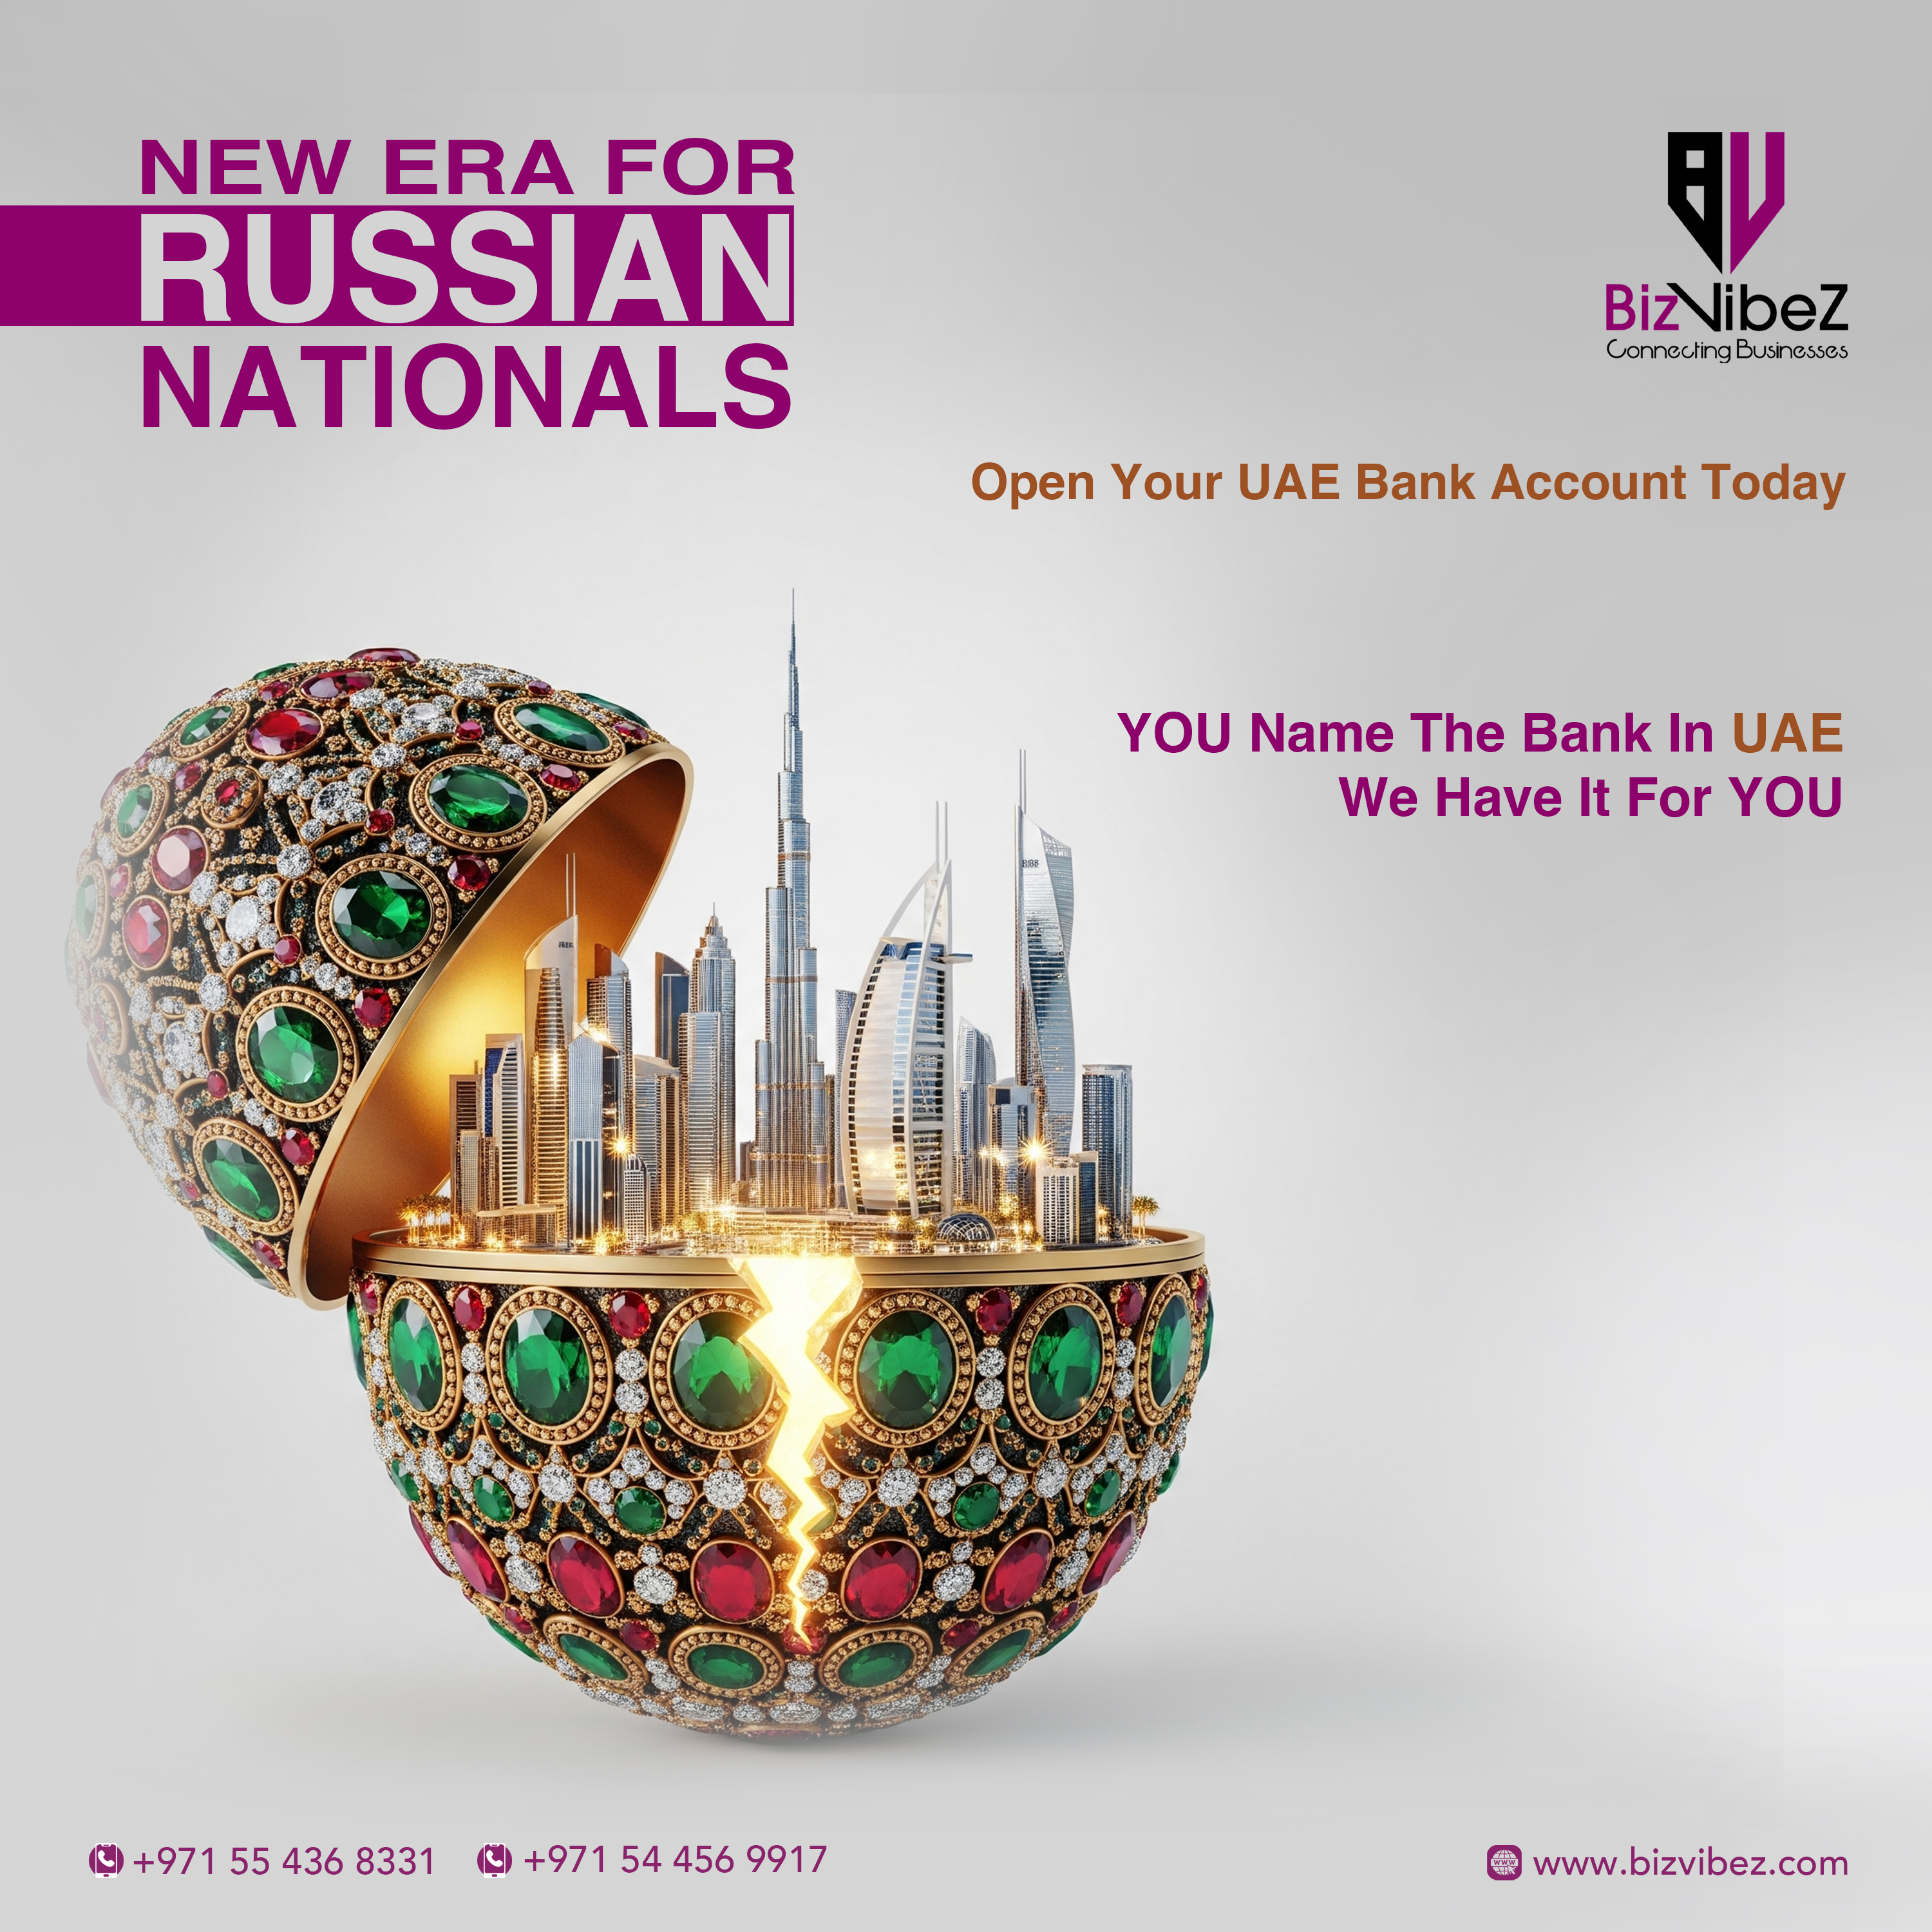 NEW ERA FOR
RUSSIAN
NATIONALS
BizVibeZ
Connecting Businesses
Open Your UAE Bank Account Today
YOU Name The Bank In UAE
We Have It For YOU
+971 55 436 8331
+971 54 456 9917
www.bizvibez.com